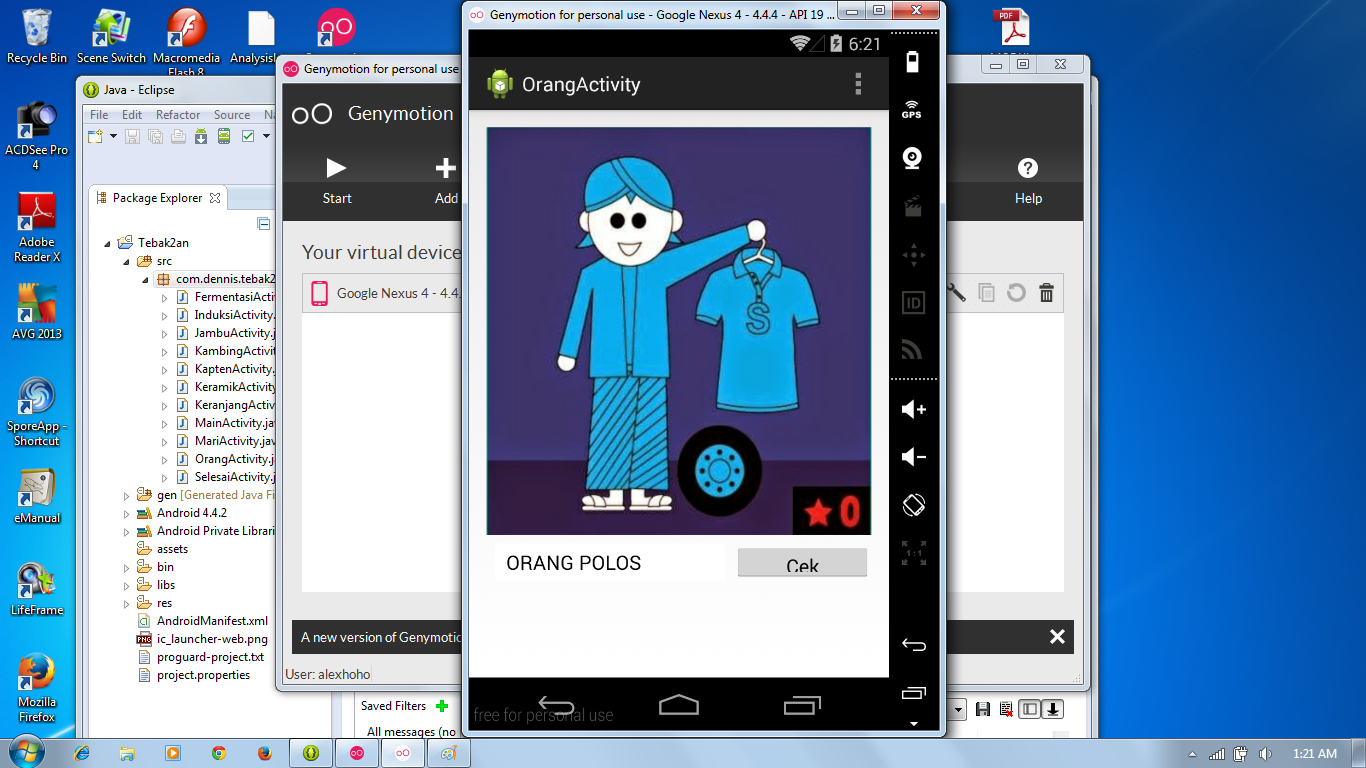 Recycle Bin
Scene Switch
Macromedia
Flash 8
Analysis
ACDSee Pro
4
Adobe
Reader X
AVG 2013
SporeApp -
Shortcut
eManual
LifeFrame
Mozilla
Firefox
PDF
Java - Eclipse
File Edit Refactor Source Na
Package Explorer
Tebak2an
src
com.dennis.tebak2
FermentasiActi
InduksiActivity.
JambuActivity.j
KambingActivit
KaptenActivity.
KeramikActivity
KeranjangActiv
MainActivity.jav
MariActivity.jav
OrangActivity.j
SelesaiActivity.j
gen [Generated Java Fi
Android 4.4.2
Android Private Librari
assets
bin
libs
res
AndroidManifest.xml
ic_launcher-web.png
proguard-project.txt
project.properties
Saved Filters
All messages (no
Genymotion for personal use
Genymotion
Start
Add
Help
Your virtual device
Google Nexus 4 - 4.4.
A new version of Genymotic
User: alexhoho
Genymotion for personal use - Google Nexus 4 - 4.4.4 - API 19 ...
6:21
OrangActivity
S
0
ORANG POLOS
Cek
free for personal use
GPS
ID
1:1
1:21 AM